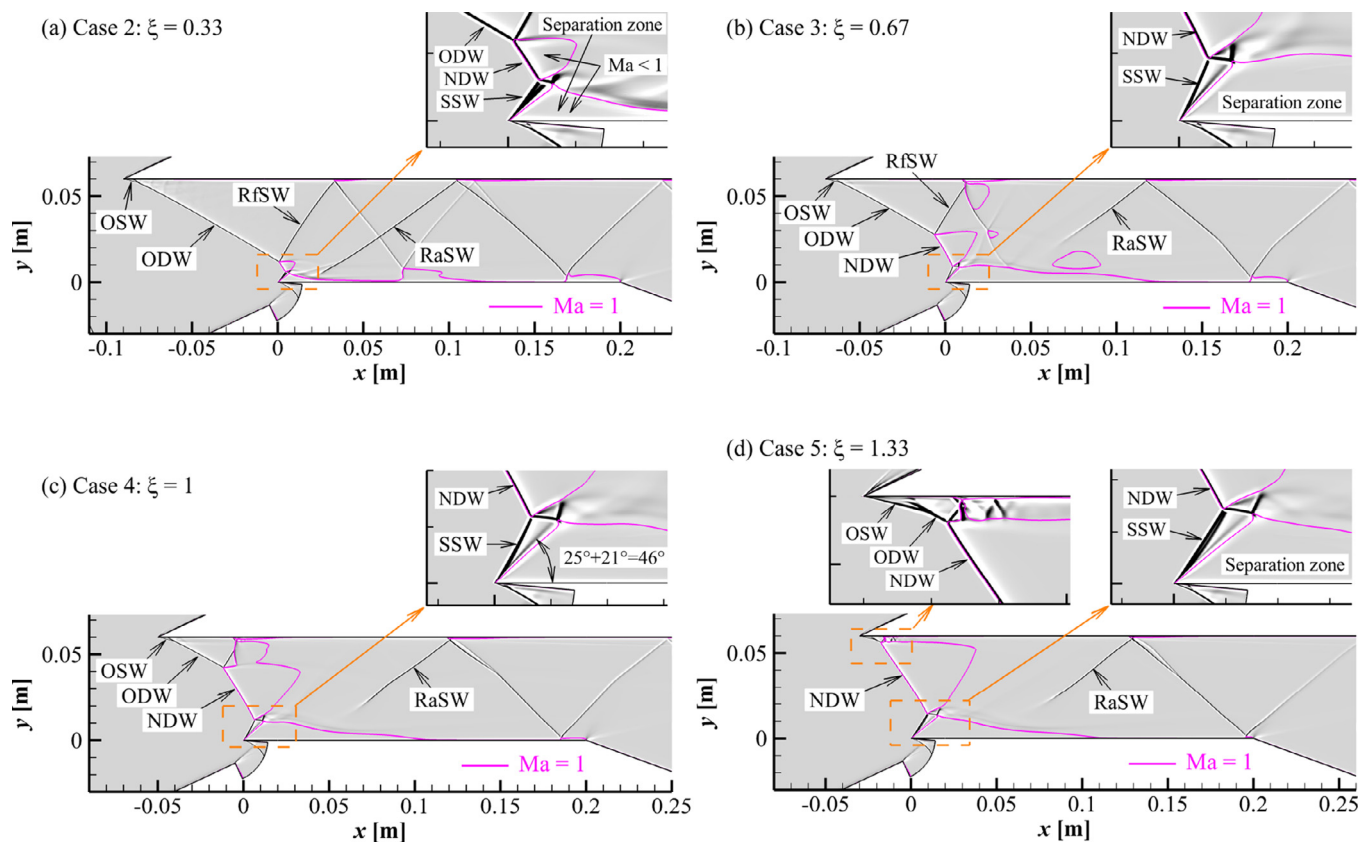 (a) Case 2: ξ = 0.33
Separation zone
ODW
NDW
SSW
Ma < 1
OSW
ODW
RfSW
RaSW
Ma = 1
0.05
0
y [m]
-0.1 -0.05 0 0.05 0.1 0.15 0.2
x [m]
(b) Case 3: ξ = 0.67
NDW
SSW
Separation zone
RfSW
OSW
ODW
NDW
RaSW
Ma = 1
0.05
0
y [m]
-0.1 -0.05 0 0.05 0.1 0.15 0.2
x [m]
(c) Case 4: ξ = 1
NDW
SSW
25°+21°=46°
OSW
ODW
NDW
RaSW
Ma = 1
0.05
0
y [m]
-0.05 0 0.05 0.1 0.15 0.2 0.25
x [m]
(d) Case 5: ξ = 1.33
OSW
ODW
NDW
NDW
SSW
Separation zone
NDW
RaSW
Ma = 1
0.05
0
y [m]
-0.05 0 0.05 0.1 0.15 0.2 0.25
x [m]